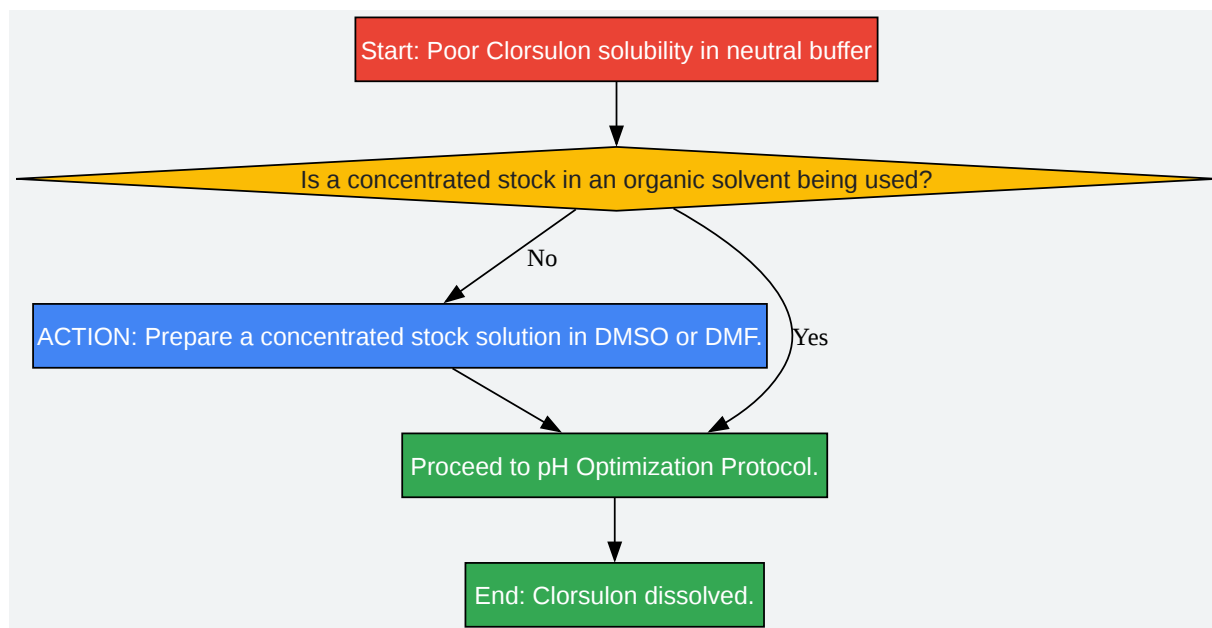 Start: Poor Clorsulon solubility in neutral buffer
Is a concentrated stock in an organic solvent being used?
No
ACTION: Prepare a concentrated stock solution in DMSO or DMF.
Yes
Proceed to pH Optimization Protocol.
End: Clorsulon dissolved.